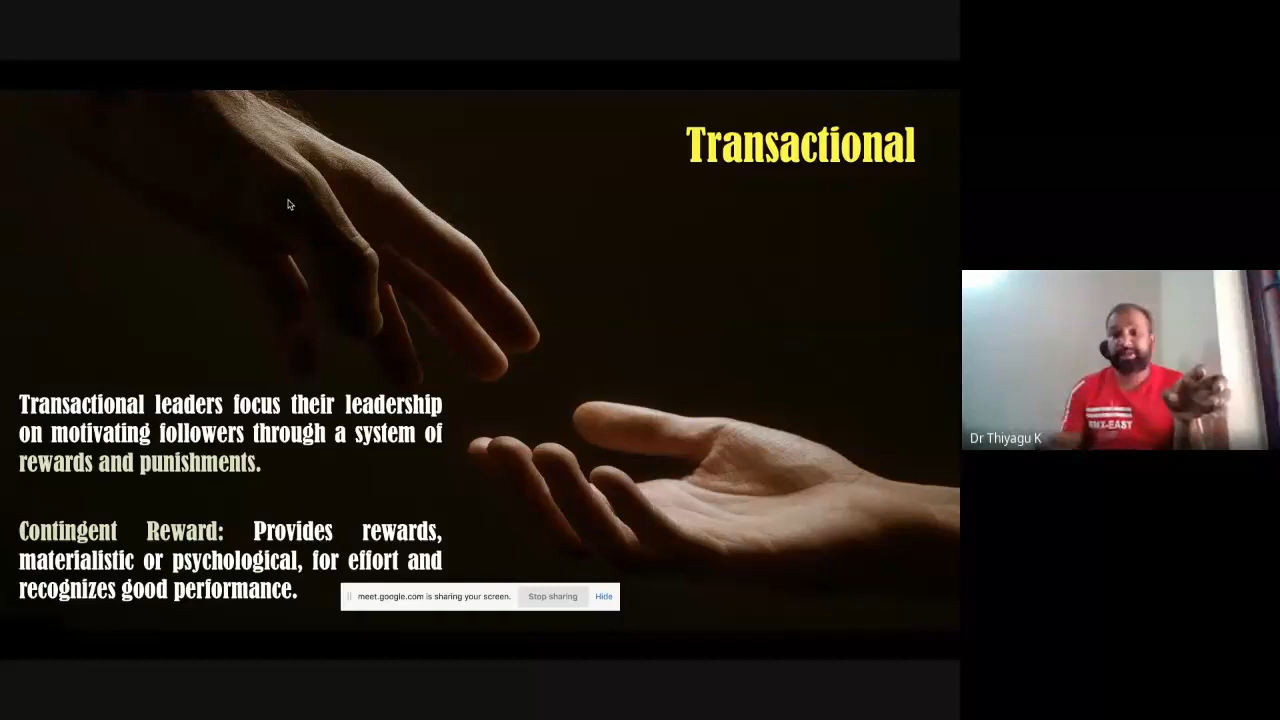 Transactional
Transactional leaders focus their leadership
on motivating followers through a system of
rewards and punishments.
Contingent Reward: Provides rewards,
materialistic or psychological, for effort and
recognizes good performance.
meet.google.com is sharing your screen. Stop sharing Hide
Dr Thiyagu K